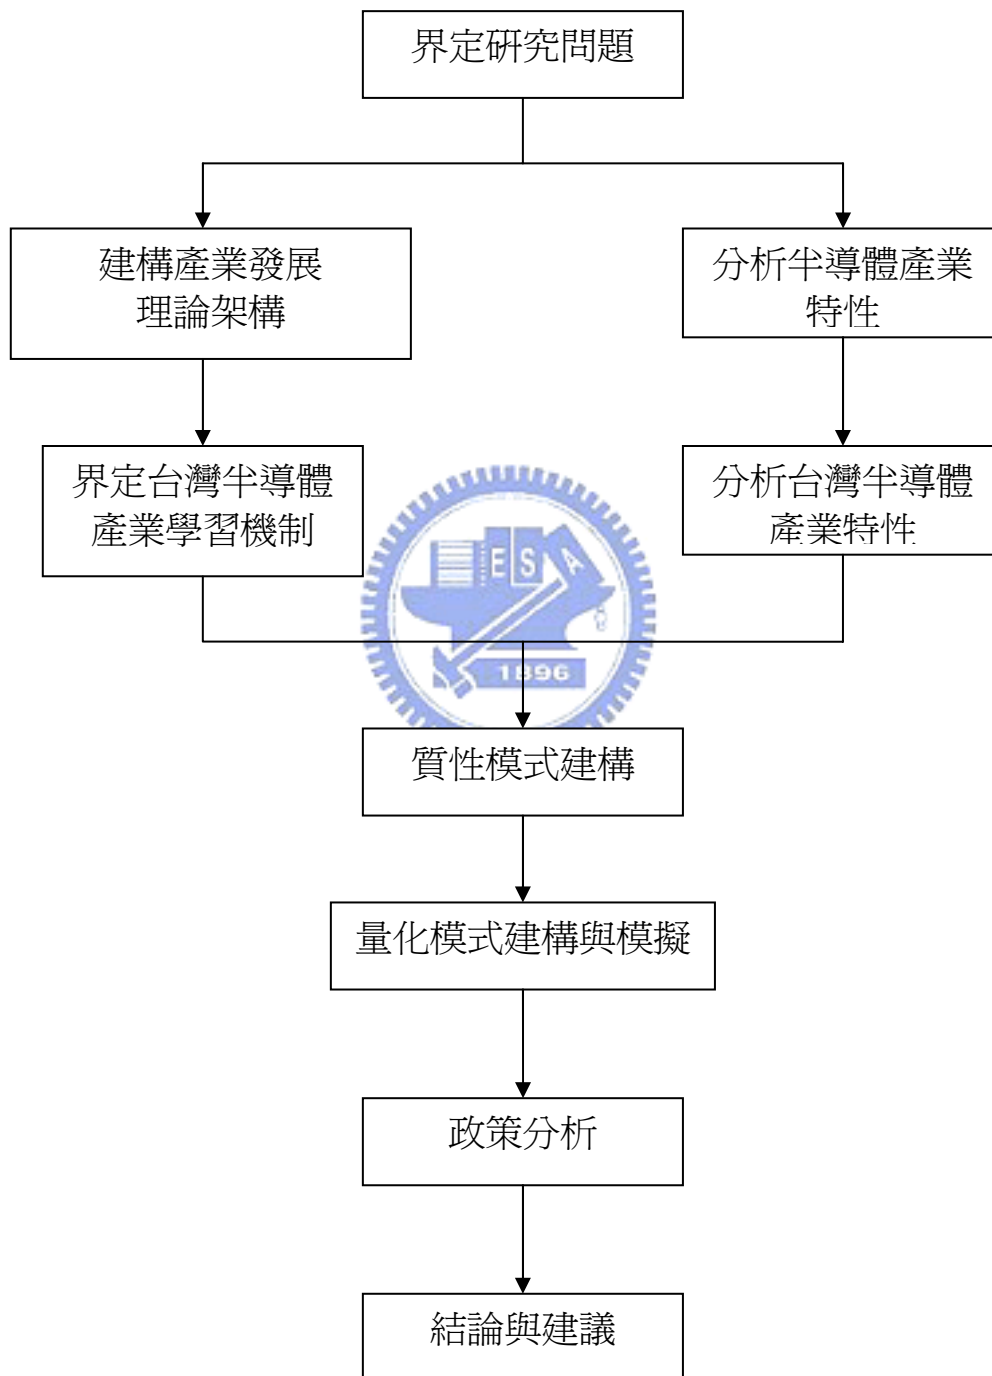 界定研究問題
建構產業發展
理論架構
分析半導體產業
特性
界定台灣半導體
產業學習機制
分析台灣半導體
產業特性
E S A
1896
質性模式建構
量化模式建構與模擬
政策分析
結論與建議